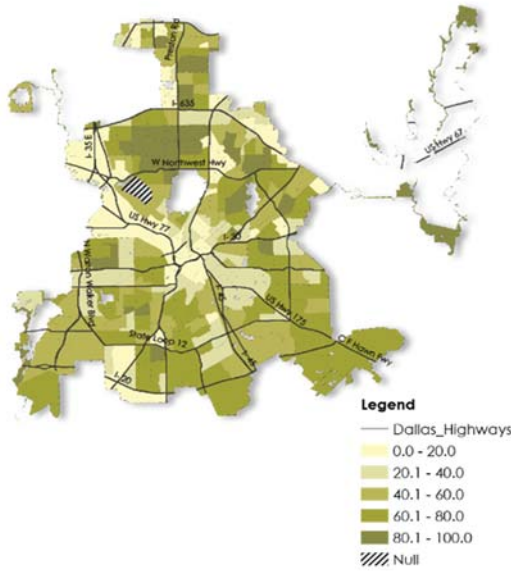 Preston Rd
I- 635
I- 35 E
W Northwest Hwy
US Hwy 67
US Hwy 77
I- 30
N Walton Walker Blvd
I- 45
US Hwy 175
State Loop 12
C F Hawn Fwy
I- 45
I- 20
Legend
Dallas_Highways
0.0 - 20.0
20.1 - 40.0
40.1 - 60.0
60.1 - 80.0
80.1 - 100.0
Null